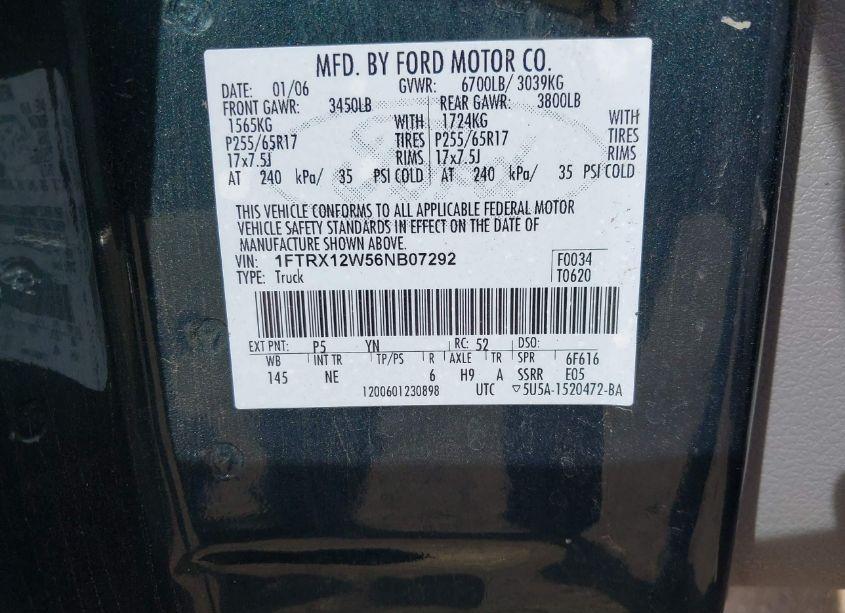 MFD. BY FORD MOTOR CO.
DATE: 01/06 GVWR: 6700LB/ 3039KG
FRONT GAWR: 3450LB REAR GAWR: 3800LB
1565KG WITH 1724KG WITH
P255/65R17 TIRES P255/65R17 TIRES
17x7.5J RIMS 17x7.5J RIMS
AT 240 kPa/ 35 PSI COLD AT 240 kPa/ 35 PSI COLD
THIS VEHICLE CONFORMS TO ALL APPLICABLE FEDERAL MOTOR
VEHICLE SAFETY STANDARDS IN EFFECT ON THE DATE OF
MANUFACTURE SHOWN ABOVE.
VIN: 1FTRX12W56NB07292 F0034
TYPE: Truck T0620
EXT PNT: P5 YN RC: 52 DSO:
WB INT TR TP/PS R AXLE TR SPR 6F616
145 NE 6 H9 A SSRR E05
1200601230898 UTC ▽5U5A-1520472-BA